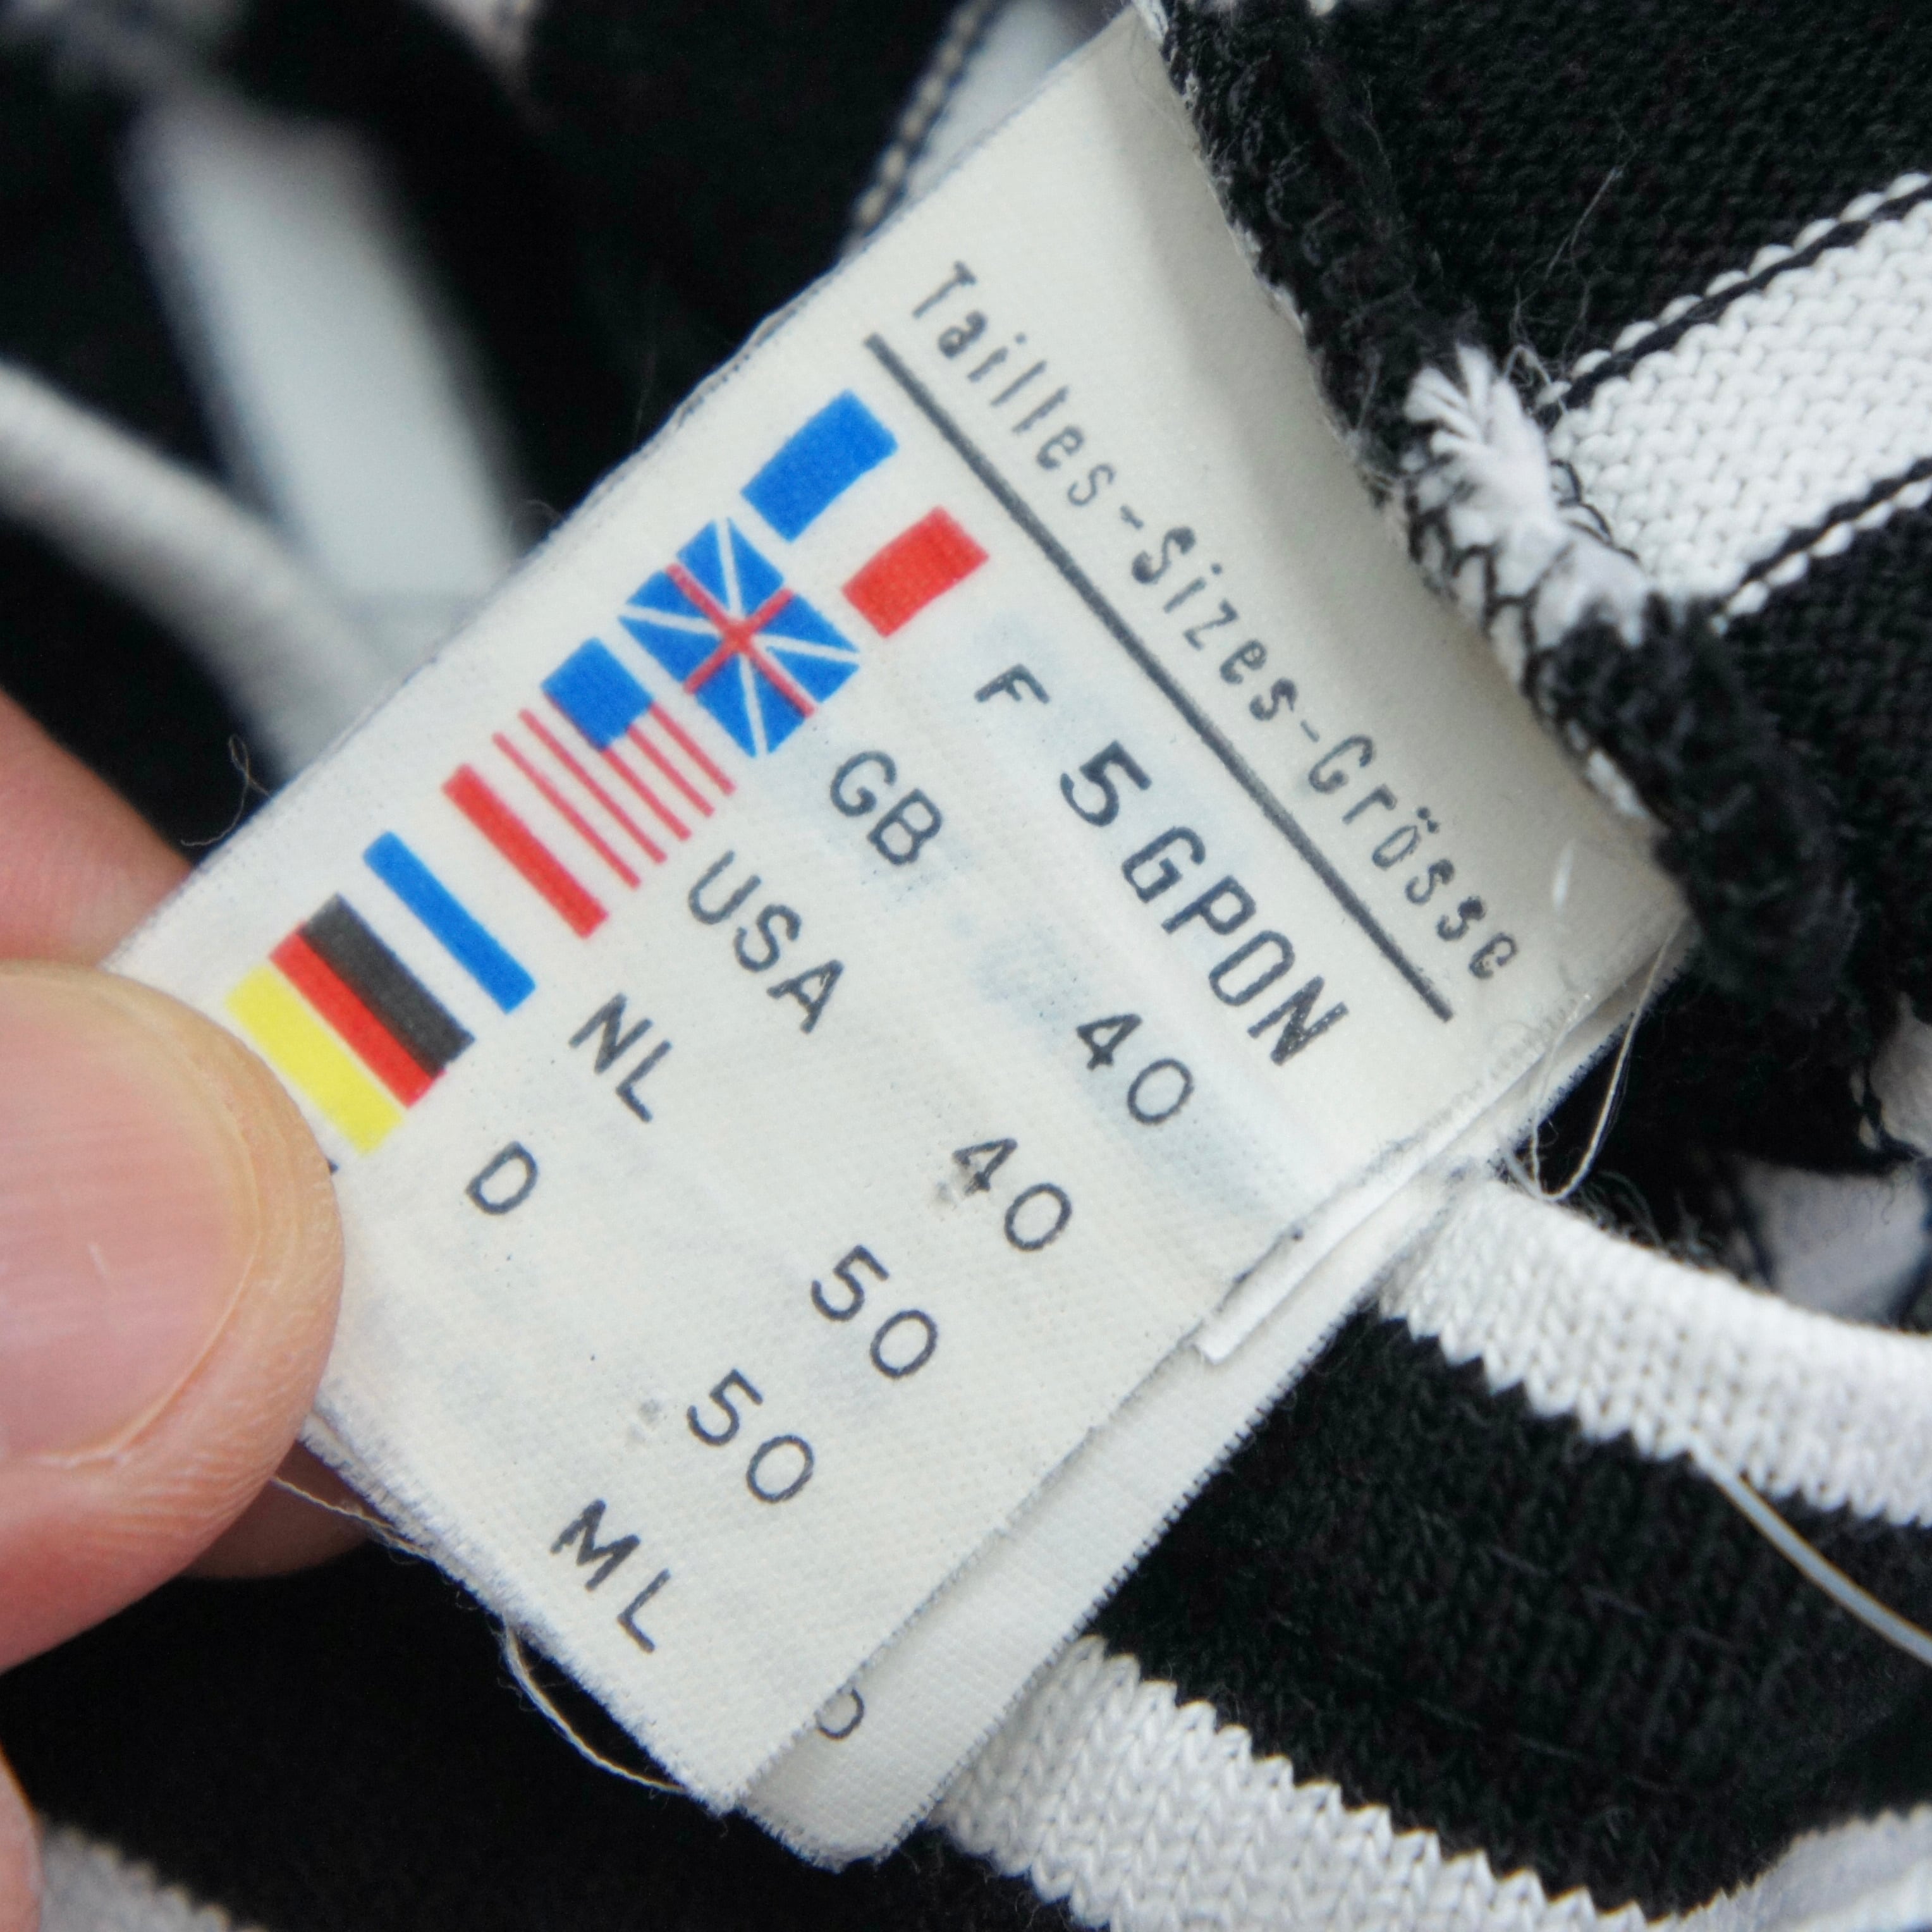 Tailles-Sizes-Grösse
F 5 GPON
GB 40
USA 40
NL 50
D 50
ML